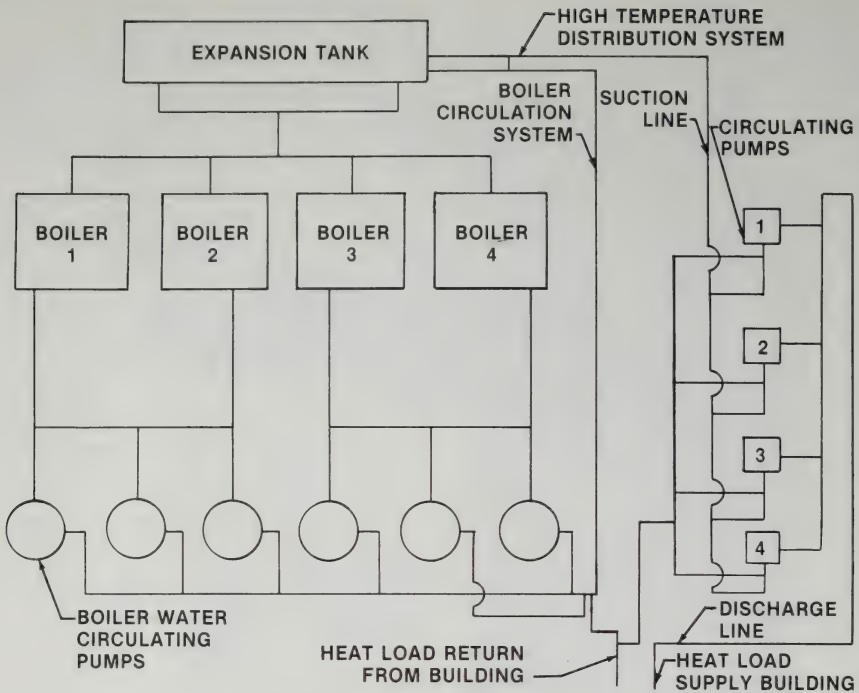 HIGH TEMPERATURE
DISTRIBUTION SYSTEM
EXPANSION TANK
BOILER
CIRCULATION
SYSTEM
SUCTION
LINE
CIRCULATING
PUMPS
BOILER
1
BOILER
2
BOILER
3
BOILER
4
1
2
3
4
BOILER WATER
CIRCULATING
PUMPS
HEAT LOAD RETURN
FROM BUILDING
DISCHARGE
LINE
HEAT LOAD
SUPPLY BUILDING